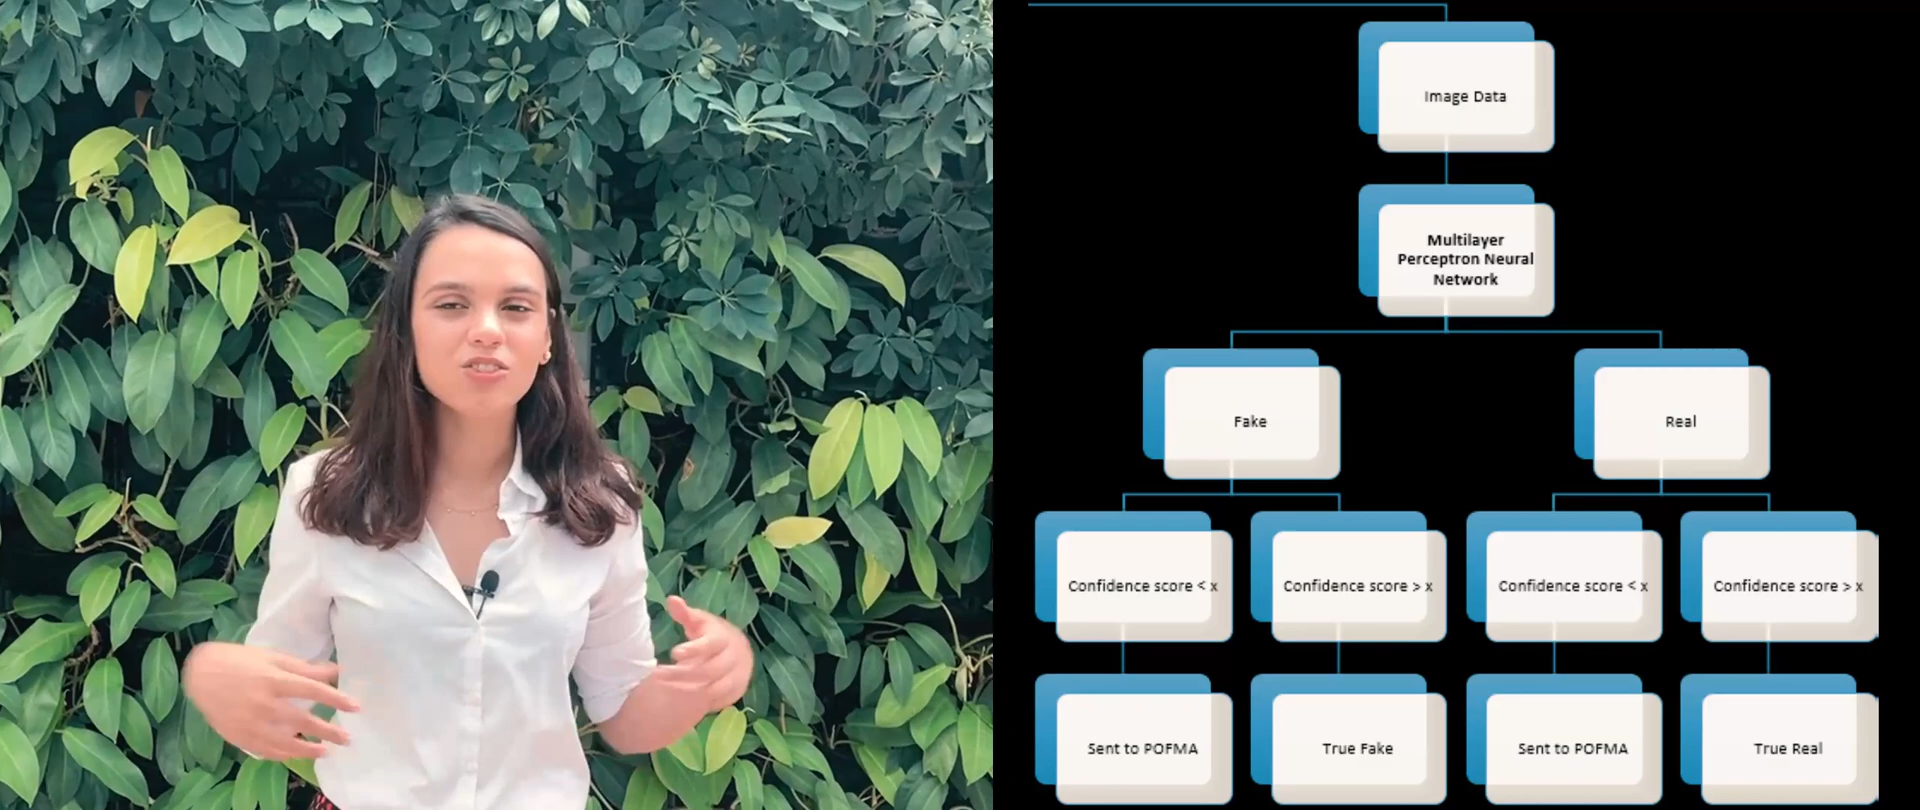 Image Data
Multilayer
Perceptron Neural
Network
Fake
Real
Confidence score < x
Confidence score > x
Confidence score < x
Confidence score > x
Sent to POFMA
True Fake
Sent to POFMA
True Real